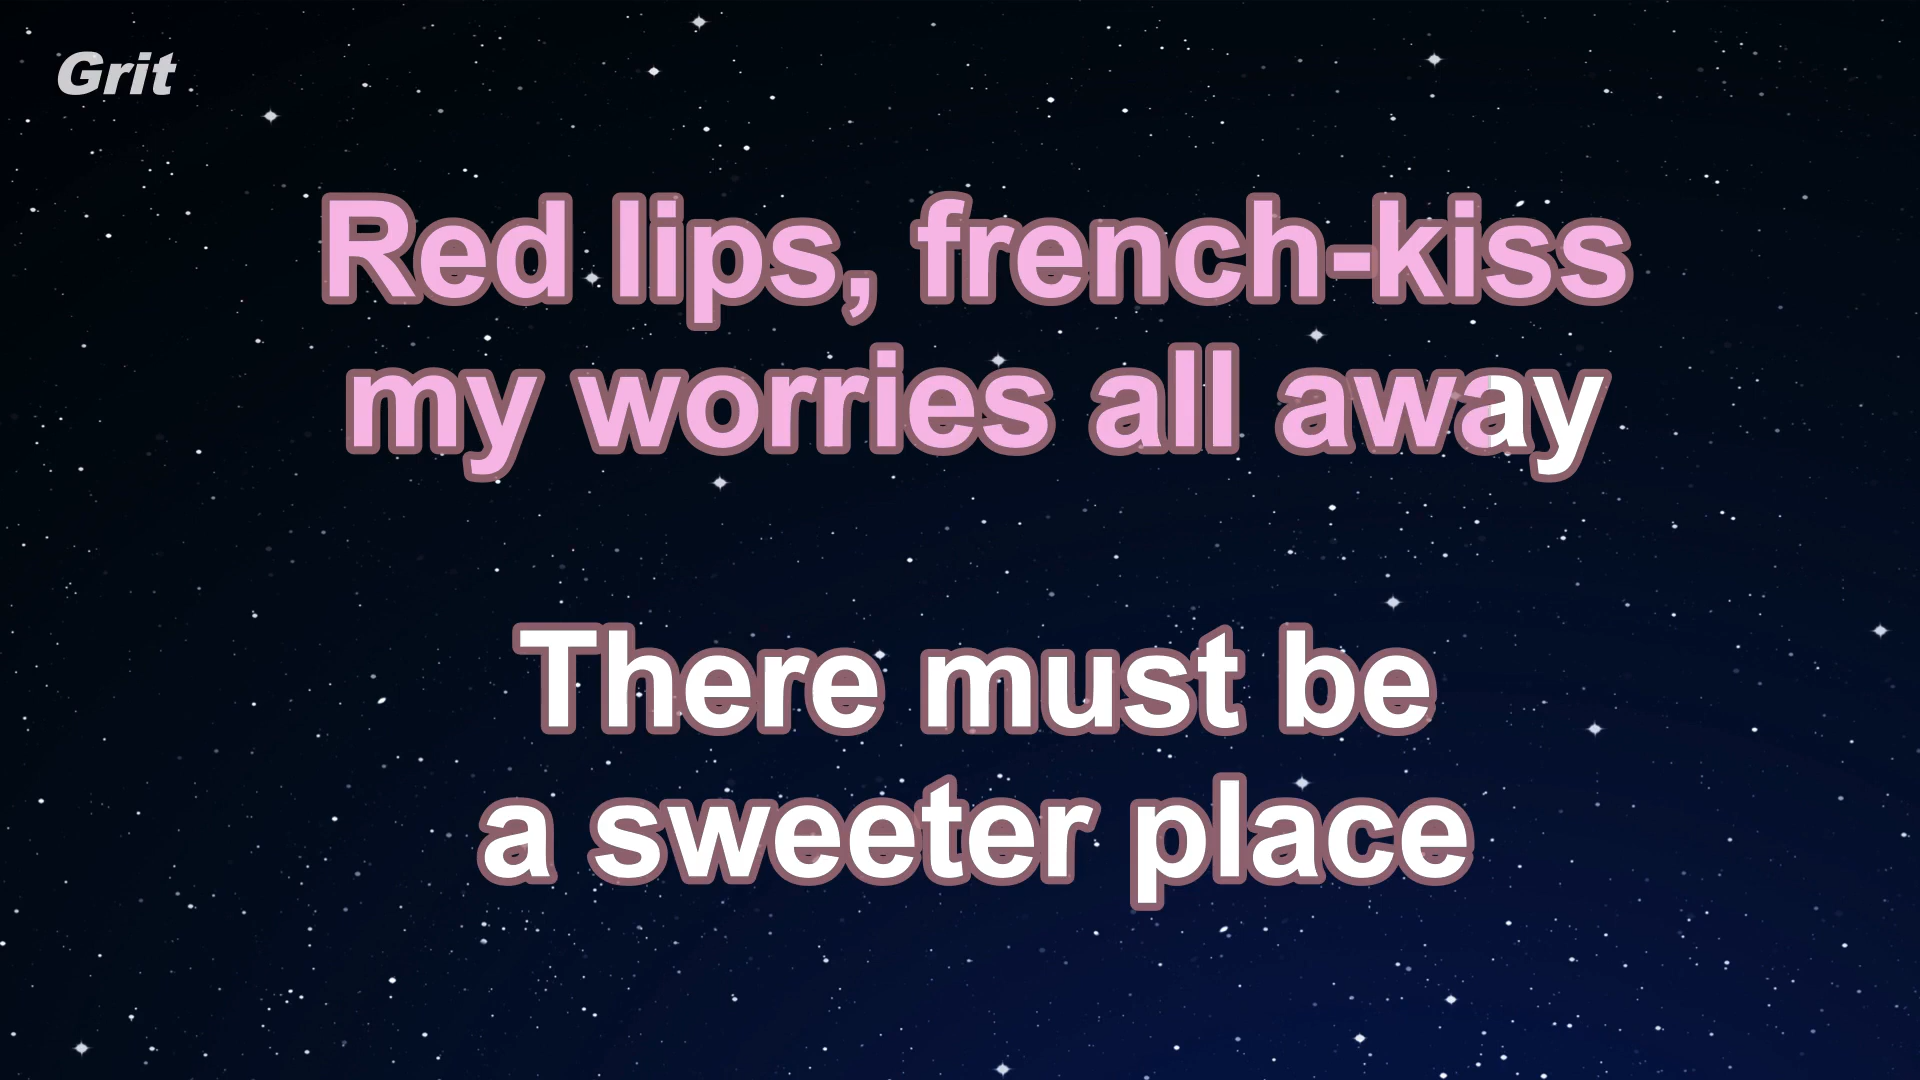 Grit
Red lips, french-kiss
my worries all away
There must be
a sweeter place